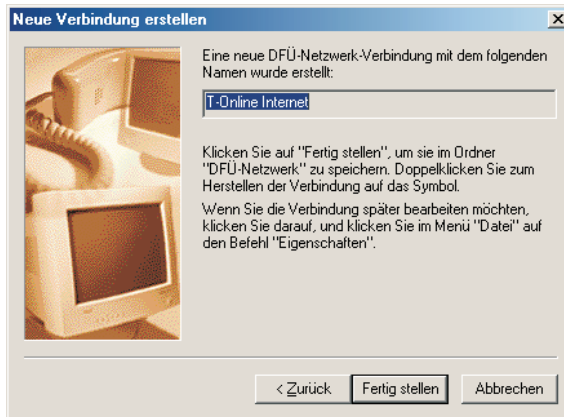 Neue Verbindung erstellen
Eine neue DFÜ-Netzwerk-Verbindung mit dem folgenden
Namen wurde erstellt:
T-Online Internet
Klicken Sie auf "Fertig stellen", um sie im Ordner
"DFÜ-Netzwerk" zu speichern. Doppelklicken Sie zum
Herstellen der Verbindung auf das Symbol.
Wenn Sie die Verbindung später bearbeiten möchten,
klicken Sie darauf, und klicken Sie im Menü "Datei" auf
den Befehl "Eigenschaften".
< Zurück Fertig stellen Abbrechen